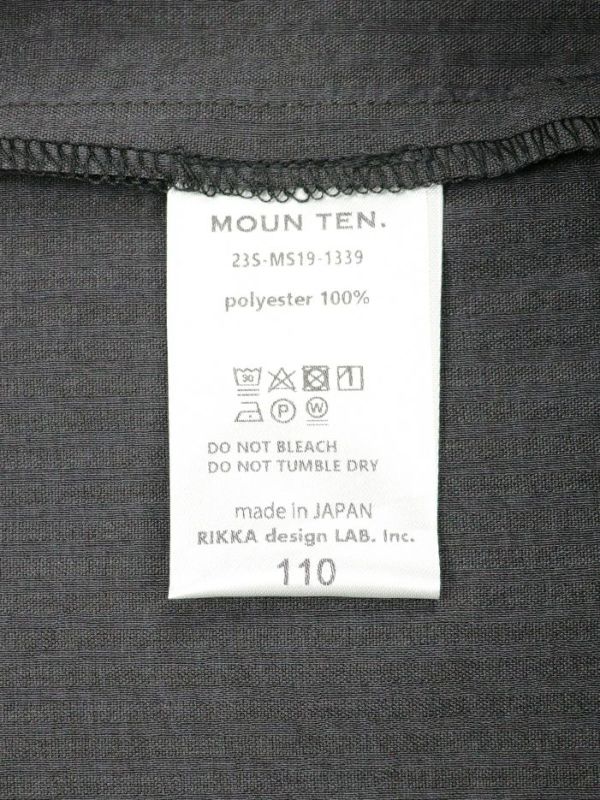 MOUN TEN.
23S-MS19-1339
polyester 100%
30
P W
DO NOT BLEACH
DO NOT TUMBLE DRY
made in JAPAN
RIKKA design LAB. Inc.
110